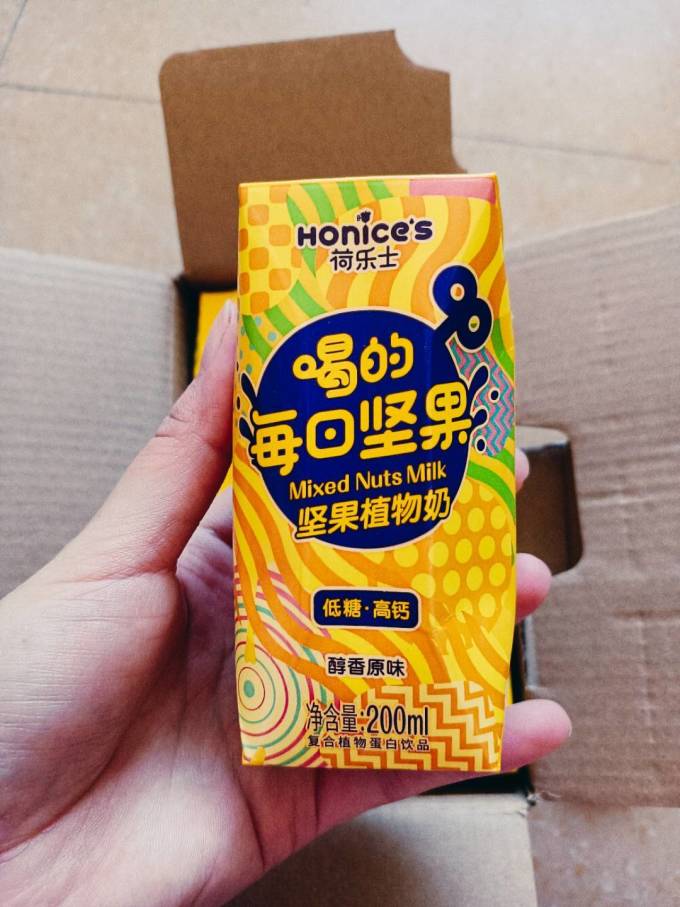 Honice's
荷乐士
喝的
每日坚果
Mixed Nuts Milk
坚果植物奶
低糖·高钙
醇香原味
净含量:200ml
复合植物蛋白饮品